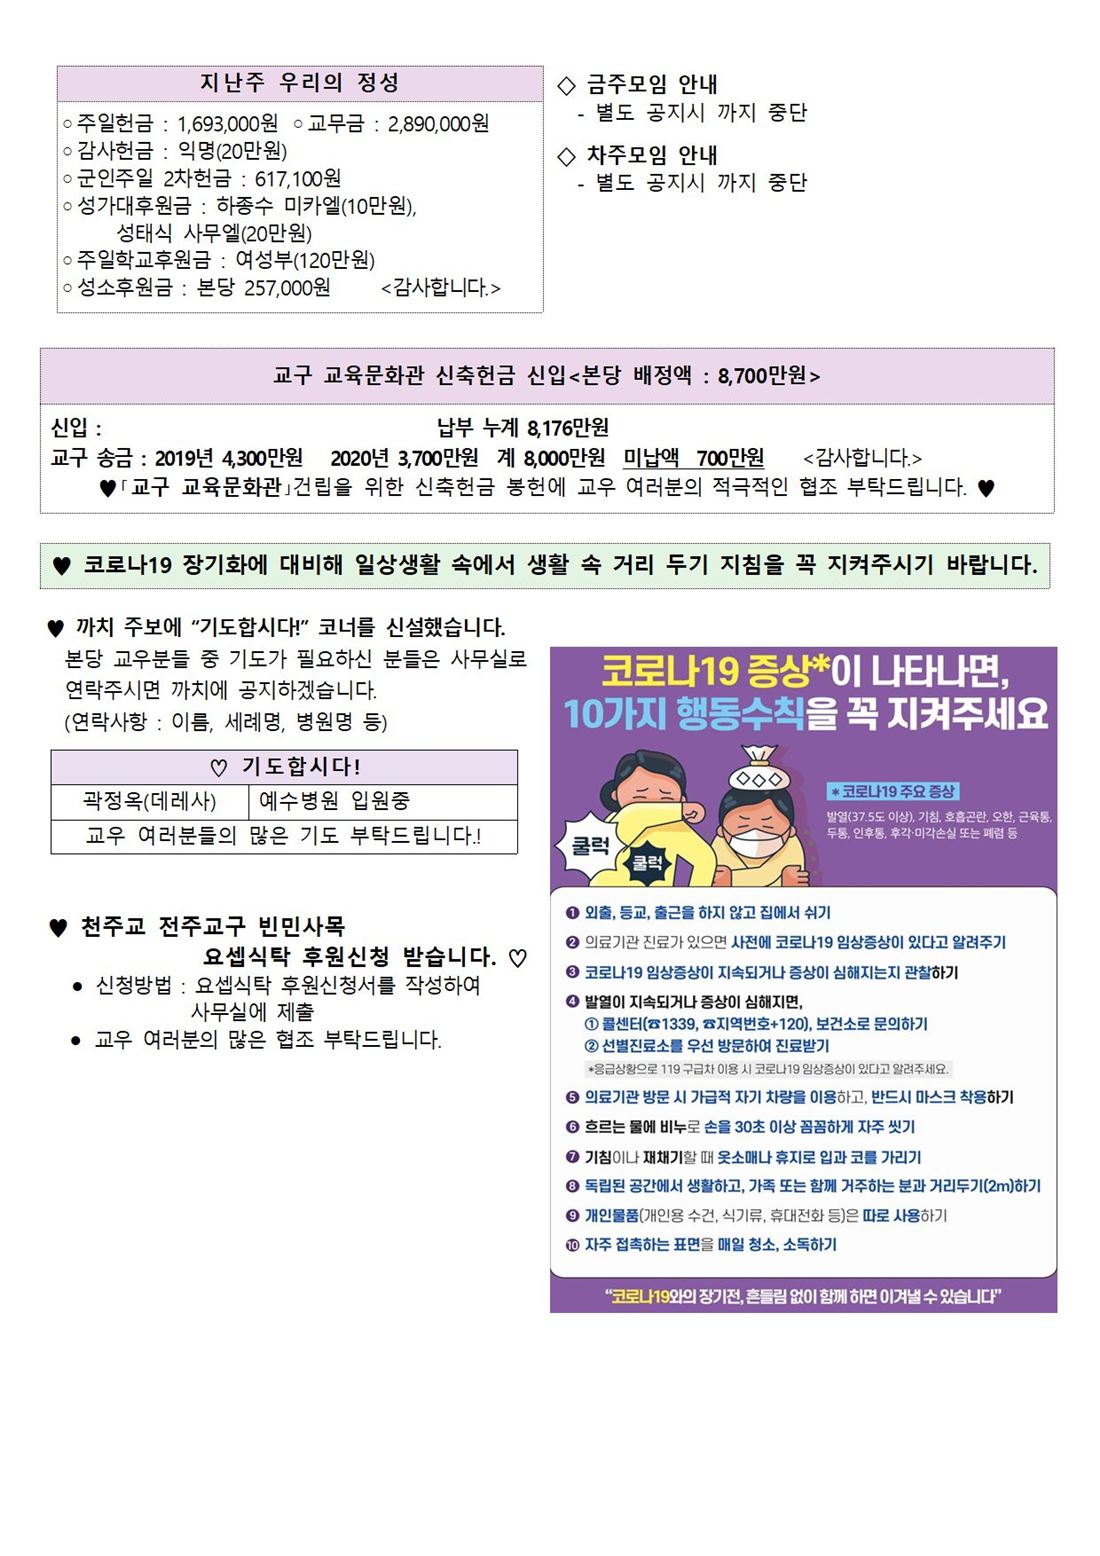 지난주 우리의 정성
○ 주일헌금 : 1,693,000원 ○ 교무금 : 2,890,000원
○ 감사헌금 : 익명(20만원)
○ 군인주일 2차헌금 : 617,100원
○ 성가대후원금 : 하종수 미카엘(10만원),
성태식 사무엘(20만원)
○ 주일학교후원금 : 여성부(120만원)
○ 성소후원금 : 본당 257,000원 <감사합니다.>
◇ 금주모임 안내
- 별도 공지시 까지 중단
◇ 차주모임 안내
- 별도 공지시 까지 중단
교구 교육문화관 신축헌금 신입<본당 배정액 : 8,700만원>
신입 : 납부 누계 8,176만원
교구 송금 : 2019년 4,300만원 2020년 3,700만원 계 8,000만원 미납액 700만원 <감사합니다.>
♥「교구 교육문화관」건립을 위한 신축헌금 봉헌에 교우 여러분의 적극적인 협조 부탁드립니다. ♥
♥ 코로나19 장기화에 대비해 일상생활 속에서 생활 속 거리 두기 지침을 꼭 지켜주시기 바랍니다.
♥ 까치 주보에 “기도합시다!” 코너를 신설했습니다.
본당 교우분들 중 기도가 필요하신 분들은 사무실로
연락주시면 까치에 공지하겠습니다.
(연락사항 : 이름, 세례명, 병원명 등)
♡ 기도합시다!
곽정옥(데레사) 예수병원 입원중
교우 여러분들의 많은 기도 부탁드립니다.!
♥ 천주교 전주교구 빈민사목
요셉식탁 후원신청 받습니다. ♡
● 신청방법 : 요셉식탁 후원신청서를 작성하여
사무실에 제출
● 교우 여러분의 많은 협조 부탁드립니다.
코로나19 증상*이 나타나면,
10가지 행동수칙을 꼭 지켜주세요
쿨럭
쿨럭
* 코로나19 주요 증상
발열(37.5도 이상), 기침, 호흡곤란, 오한, 근육통,
두통, 인후통, 후각·미각손실 또는 폐렴 등
❶ 외출, 등교, 출근을 하지 않고 집에서 쉬기
❷ 의료기관 진료가 있으면 사전에 코로나19 임상증상이 있다고 알려주기
❸ 코로나19 임상증상이 지속되거나 증상이 심해지는지 관찰하기
❹ 발열이 지속되거나 증상이 심해지면,
① 콜센터(☎1339, ☎지역번호+120), 보건소로 문의하기
② 선별진료소를 우선 방문하여 진료받기
*응급상황으로 119 구급차 이용 시 코로나19 임상증상이 있다고 알려주세요.
❺ 의료기관 방문 시 가급적 자기 차량을 이용하고, 반드시 마스크 착용하기
❻ 흐르는 물에 비누로 손을 30초 이상 꼼꼼하게 자주 씻기
❼ 기침이나 재채기할 때 옷소매나 휴지로 입과 코를 가리기
❽ 독립된 공간에서 생활하고, 가족 또는 함께 거주하는 분과 거리두기(2m)하기
❾ 개인물품(개인용 수건, 식기류, 휴대전화 등)은 따로 사용하기
❿ 자주 접촉하는 표면을 매일 청소, 소독하기
“코로나19와의 장기전, 흔들림 없이 함께 하면 이겨낼 수 있습니다”